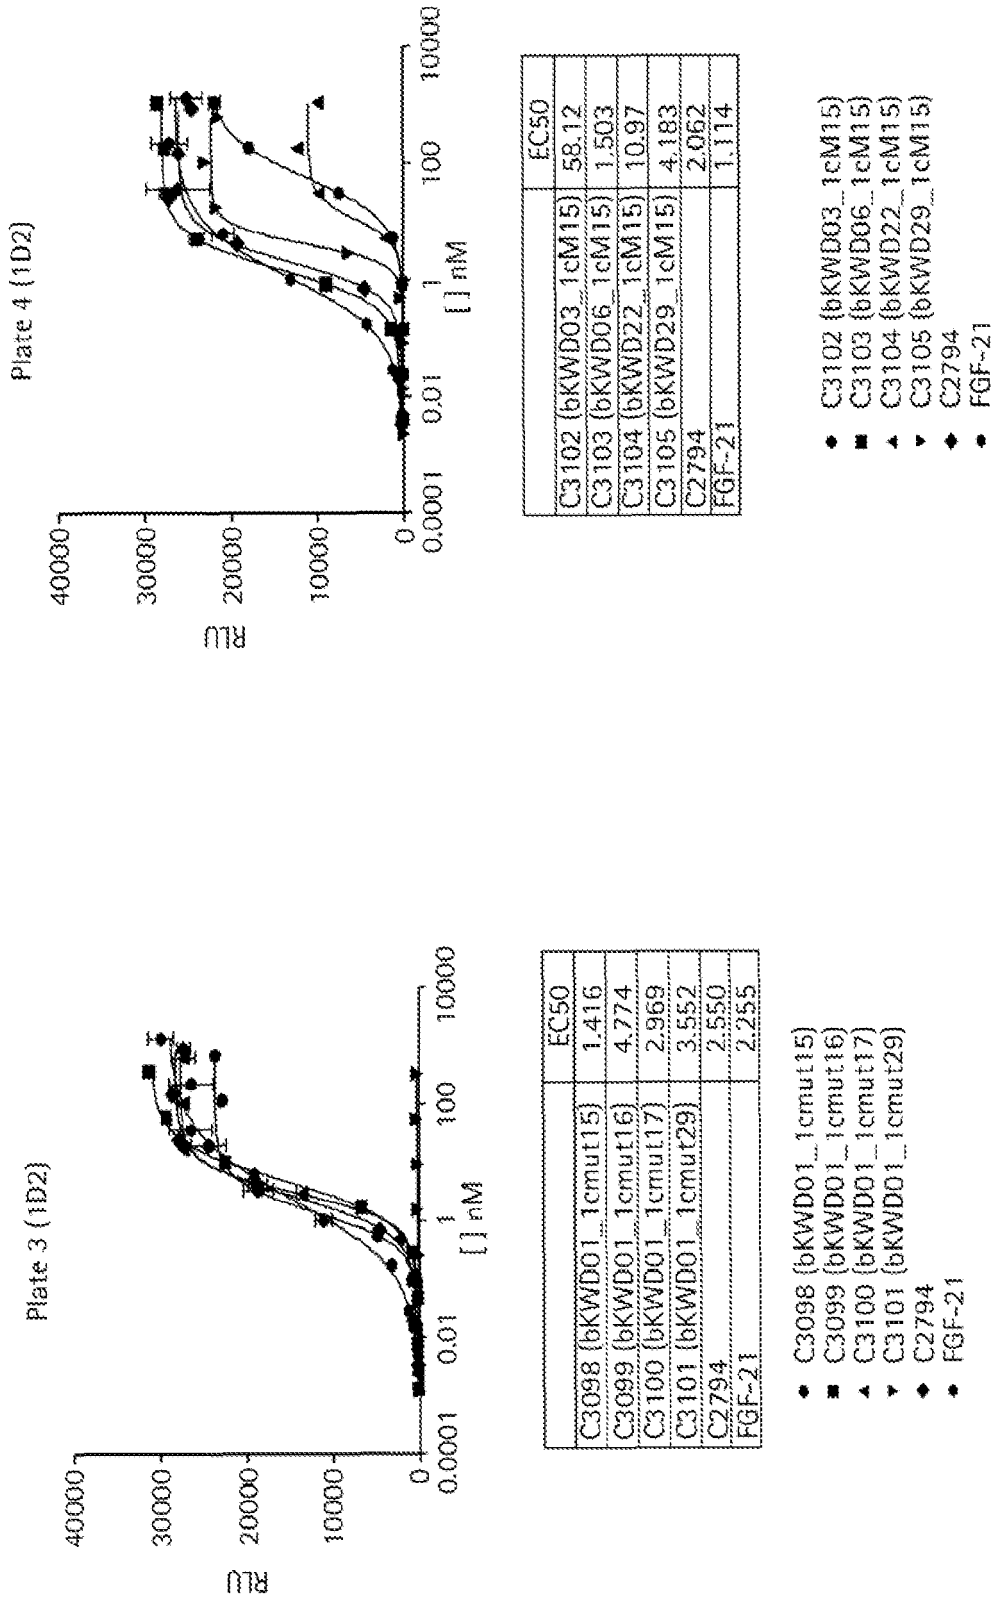 Plate 3 (1D2)
RLU
40000
30000
20000
10000
0
0.0001
0.01
1
100
10000
[ ] nM
EC50
C3098 (bKWD01_1cmut15) 1.416
C3099 (bKWD01_1cmut16) 4.774
C3100 (bKWD01_1cmut17) 2.969
C3101 (bKWD01_1cmut29) 3.552
C2794 2.550
FGF-21 2.255
C3098 (bKWD01_1cmut15)
C3099 (bKWD01_1cmut16)
C3100 (bKWD01_1cmut17)
C3101 (bKWD01_1cmut29)
C2794
FGF-21
Plate 4 (1D2)
RLU
40000
30000
20000
10000
0
0.0001
0.01
1
100
10000
[ ] nM
EC50
C3102 (bKWD03_1cM15) 58.12
C3103 (bKWD06_1cM15) 1.503
C3104 (bKWD22_1cM15) 10.97
C3105 (bKWD29_1cM15) 4.183
C2794 2.062
FGF-21 1.114
C3102 (bKWD03_1cM15)
C3103 (bKWD06_1cM15)
C3104 (bKWD22_1cM15)
C3105 (bKWD29_1cM15)
C2794
FGF-21